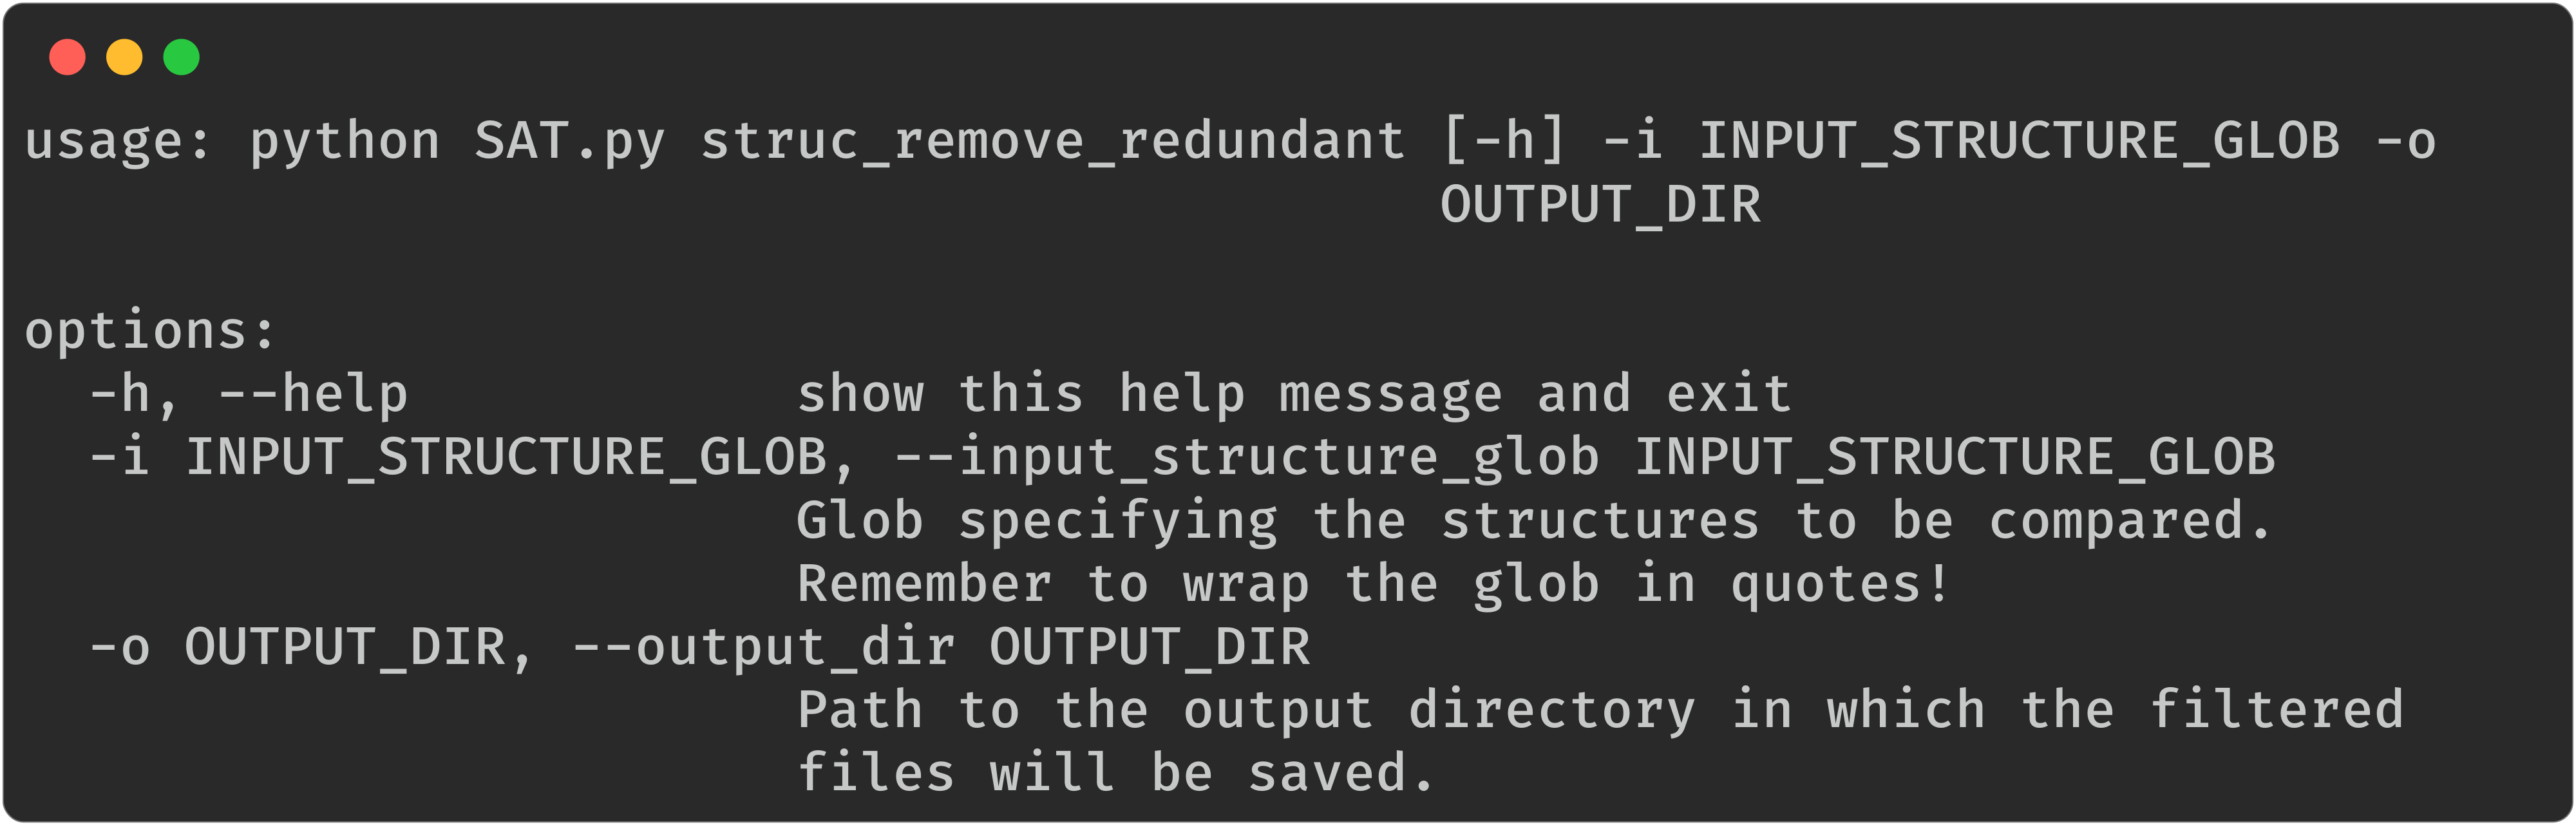 usage: python SAT.py struc_remove_redundant [-h] -i INPUT_STRUCTURE_GLOB -o
OUTPUT_DIR
options:
-h, --help show this help message and exit
-i INPUT_STRUCTURE_GLOB, --input_structure_glob INPUT_STRUCTURE_GLOB
Glob specifying the structures to be compared.
Remember to wrap the glob in quotes!
-o OUTPUT_DIR, --output_dir OUTPUT_DIR
Path to the output directory in which the filtered
files will be saved.